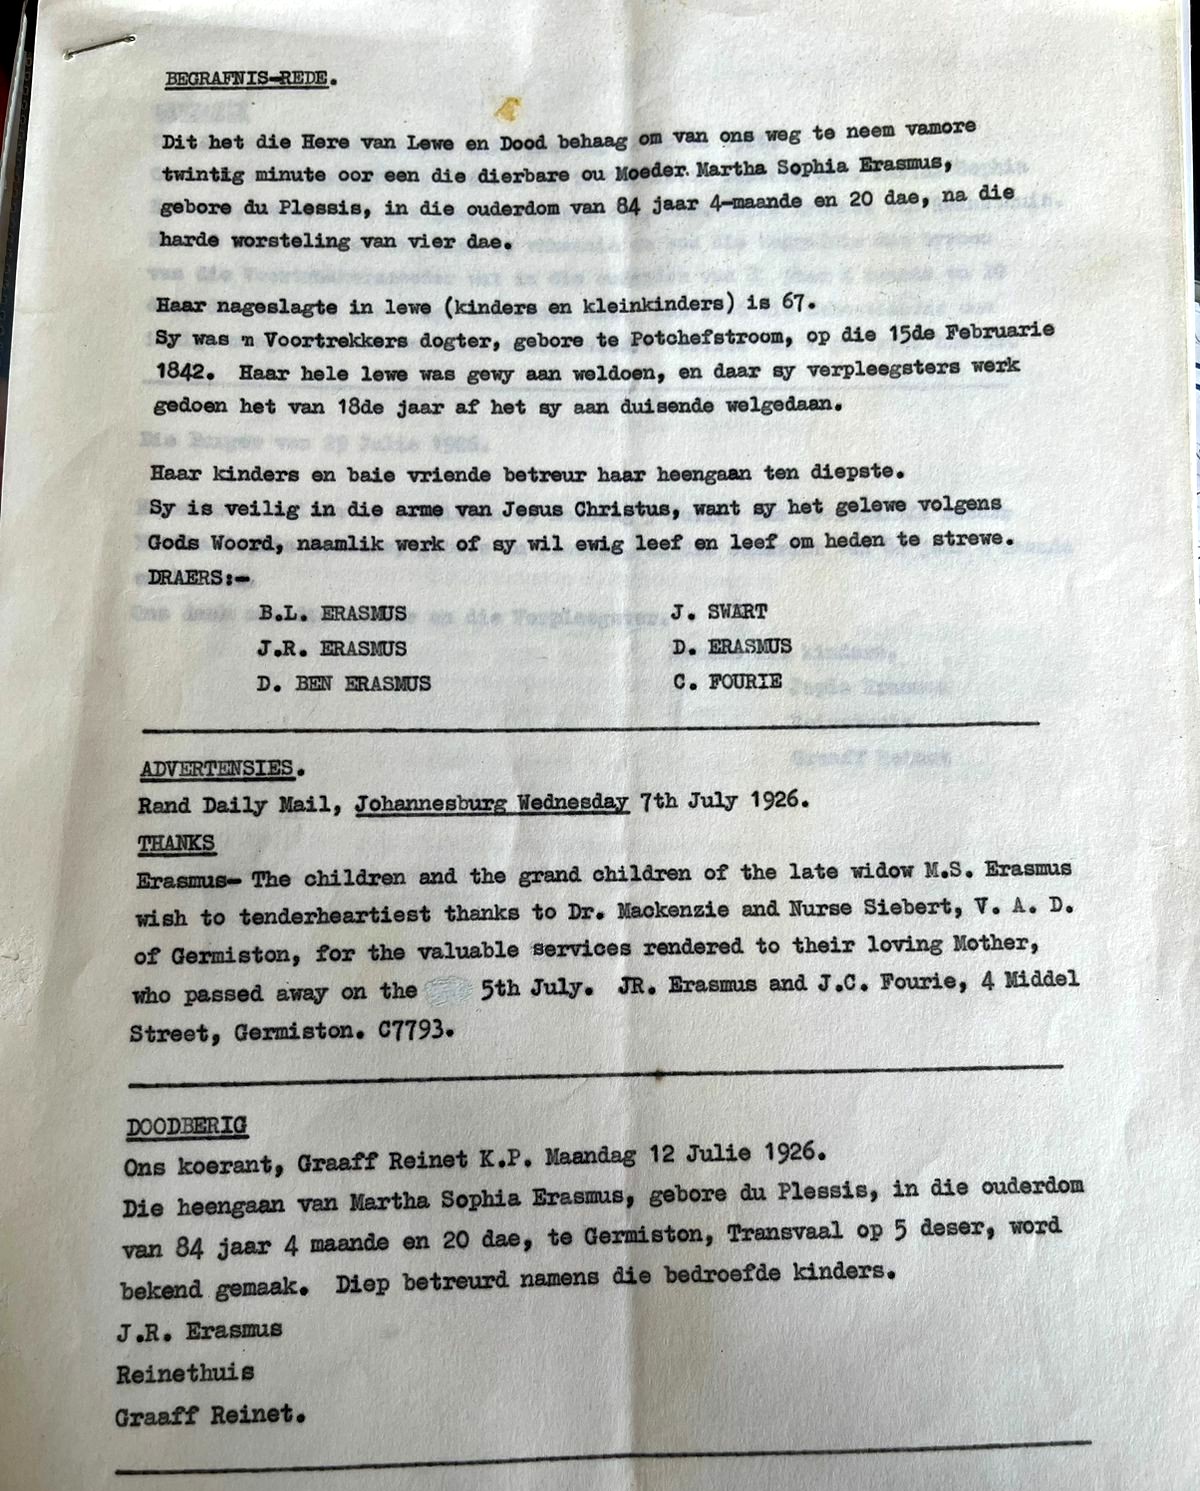 BEGRAFNIS-REDE.
Dit het die Here van Lewe en Dood behaag om van ons weg te neem vamore
twintig minute oor een die dierbare ou Moeder. Martha Sophia Erasmus,
gebore du Plessis, in die ouderdom van 84 jaar 4-maande en 20 dae, na die
harde worsteling van vier dae.
Haar nageslagte in lewe (kinders en kleinkinders) is 67.
Sy was 'n Voortrekkers dogter, gebore te Potchefstroom, op die 15de Februarie
1842. Haar hele lewe was gewy aan weldoen, en daar sy verpleegsters werk
gedoen het van 18de jaar af het sy aan duisende welgedaan.
Haar kinders en baie vriende betreur haar heengaan ten diepste.
Sy is veilig in die arme van Jesus Christus, want sy het gelewe volgens
Gods Woord, naamlik werk of sy wil ewig leef en leef om heden te strewe.
DRAERS:-
B.L. ERASMUS J. SWART
J.R. ERASMUS D. ERASMUS
D. BEN ERASMUS C. FOURIE
ADVERTENSIES.
Rand Daily Mail, Johannesburg Wednesday 7th July 1926.
THANKS
Erasmus- The children and the grand children of the late widow M.S. Erasmus
wish to tenderheartiest thanks to Dr. Mackenzie and Nurse Siebert, V. A. D.
of Germiston, for the valuable services rendered to their loving Mother,
who passed away on the 5th July. JR. Erasmus and J.C. Fourie, 4 Middel
Street, Germiston. C7793.
DOODBERIG
Ons koerant, Graaff Reinet K.P. Maandag 12 Julie 1926.
Die heengaan van Martha Sophia Erasmus, gebore du Plessis, in die ouderdom
van 84 jaar 4 maande en 20 dae, te Germiston, Transvaal op 5 deser, word
bekend gemaak. Diep betreurd namens die bedroefde kinders.
J.R. Erasmus
Reinethuis
Graaff Reinet.